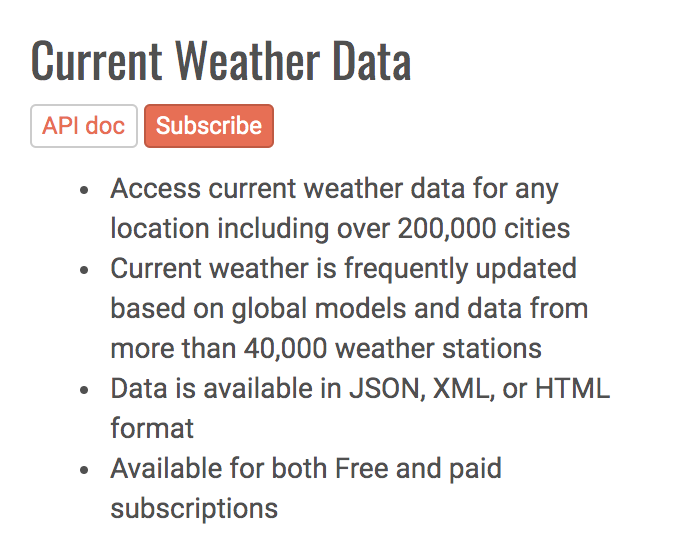 Current Weather Data
API doc Subscribe
• Access current weather data for any
location including over 200,000 cities
• Current weather is frequently updated
based on global models and data from
more than 40,000 weather stations
• Data is available in JSON, XML, or HTML
format
• Available for both Free and paid
subscriptions